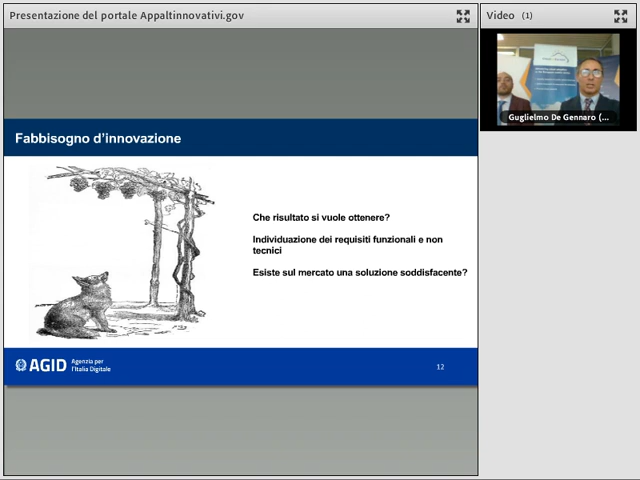 Presentazione del portale Appaltinnovativi.gov
Video (1)
Guglielmo De Gennaro (...
Fabbisogno d'innovazione
Che risultato si vuole ottenere?
Individuazione dei requisiti funzionali e non
tecnici
Esiste sul mercato una soluzione soddisfacente?
AGID
Agenzia per
l'Italia Digitale
12